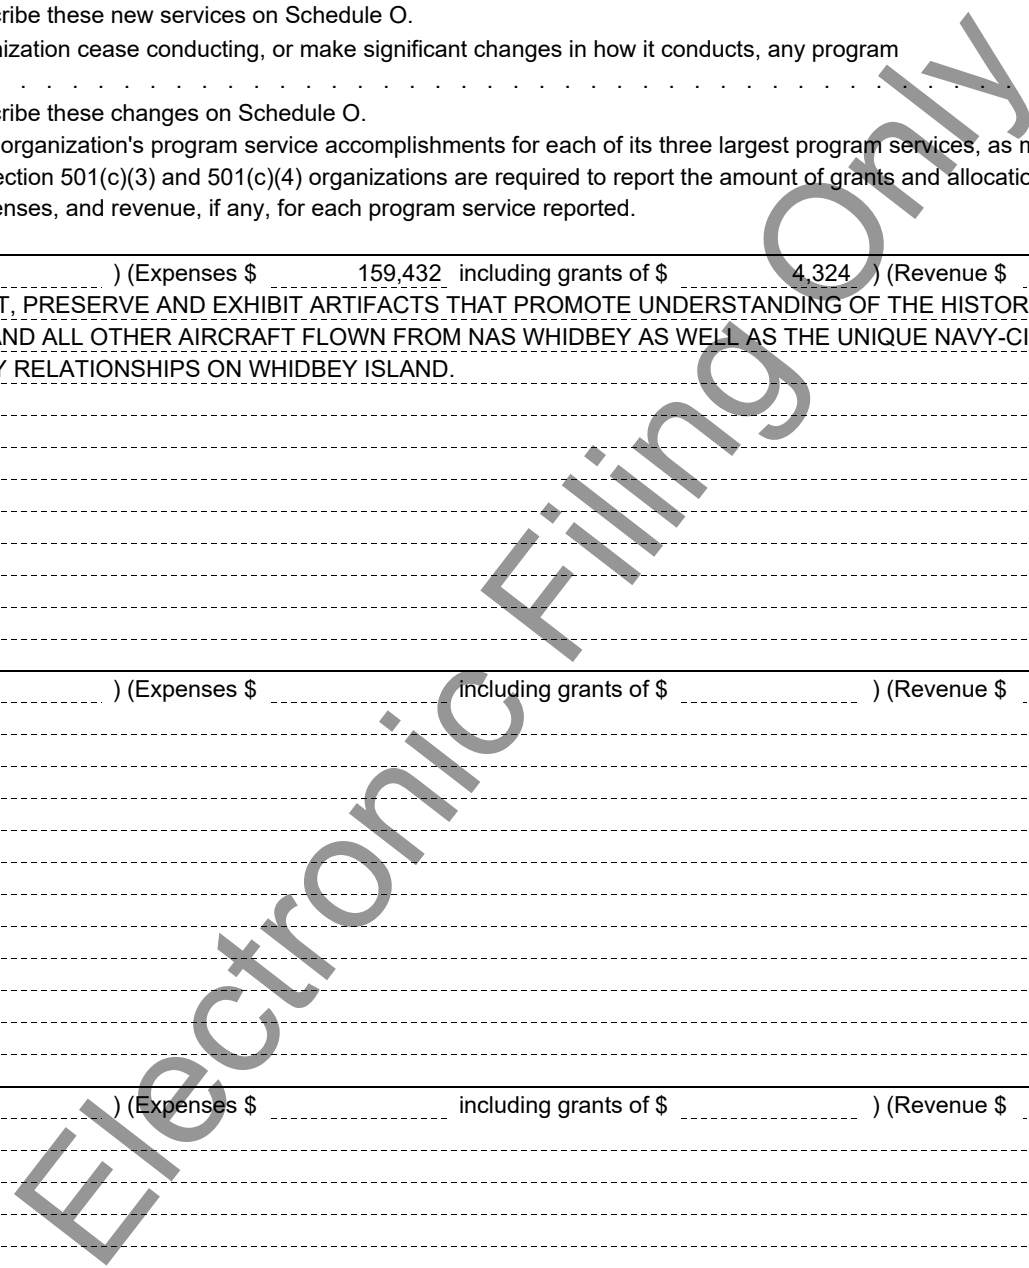 cribe these new services on Schedule O.
nization cease conducting, or make significant changes in how it conducts, any program
. . . . . . . . . . . . . . . . . . . . . . . . . . . . . . . . . . . . . . .
cribe these changes on Schedule O.
organization's program service accomplishments for each of its three largest program services, as m
ection 501(c)(3) and 501(c)(4) organizations are required to report the amount of grants and allocatio
enses, and revenue, if any, for each program service reported.
) (Expenses $ 159,432 including grants of $ 4,324 ) (Revenue $
T, PRESERVE AND EXHIBIT ARTIFACTS THAT PROMOTE UNDERSTANDING OF THE HISTOR
AND ALL OTHER AIRCRAFT FLOWN FROM NAS WHIDBEY AS WELL AS THE UNIQUE NAVY-CI
Y RELATIONSHIPS ON WHIDBEY ISLAND.
) (Expenses $ including grants of $ ) (Revenue $
) (Expenses $ including grants of $ ) (Revenue $
Electronic Filing Only